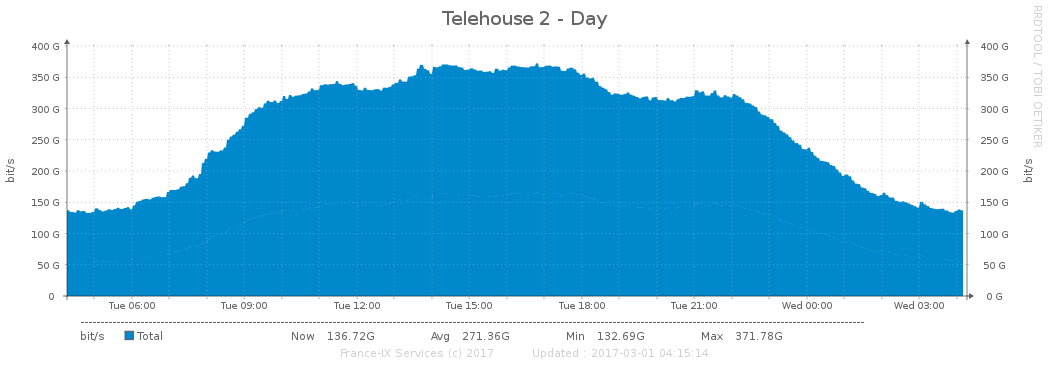 Telehouse 2 - Day
RRDTOOL / TOBI OETIKER
bit/s
bit/s
400 G 400 G
350 G 350 G
300 G 300 G
250 G 250 G
200 G 200 G
150 G 150 G
100 G 100 G
50 G 50 G
0 0 G
Tue 06:00 Tue 09:00 Tue 12:00 Tue 15:00 Tue 18:00 Tue 21:00 Wed 00:00 Wed 03:00
bit/s Total Now 136.72G Avg 271.36G Min 132.69G Max 371.78G
France-IX Services (c) 2017 Updated : 2017-03-01 04:15:14